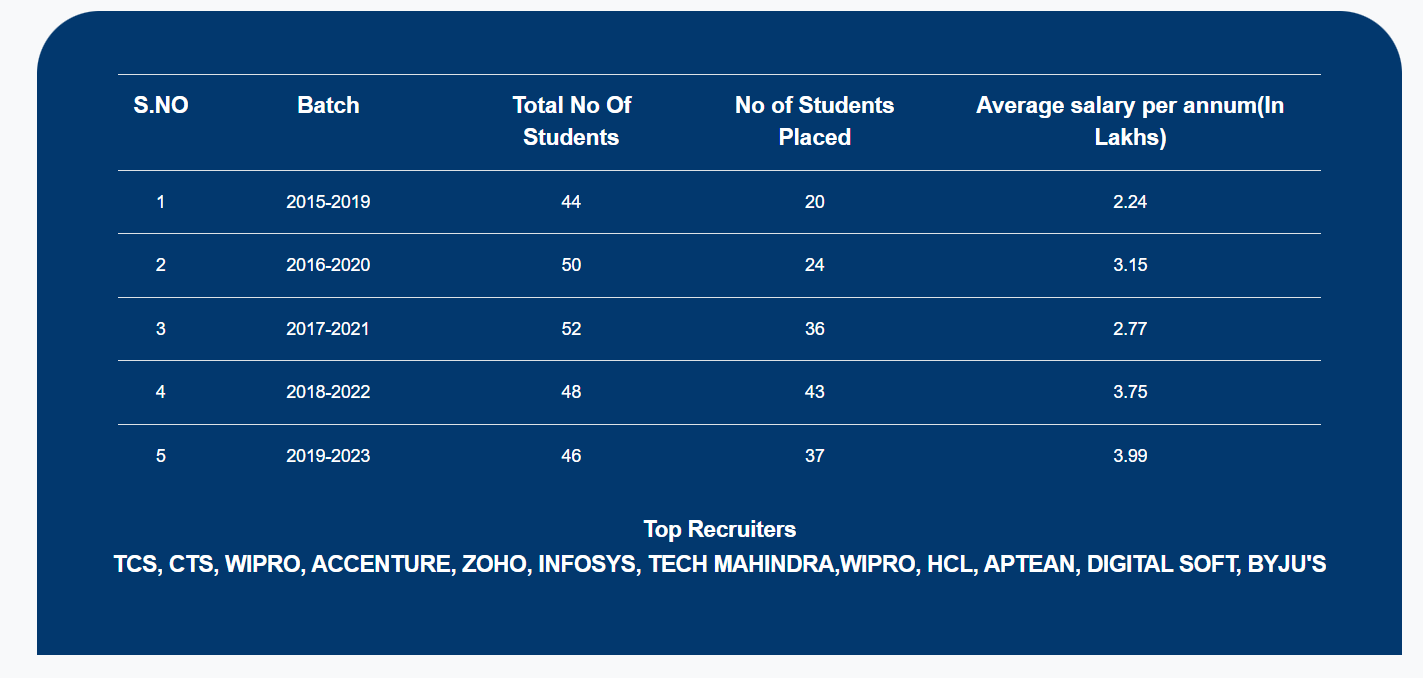 S.NO Batch Total No Of Students No of Students Placed Average salary per annum(In Lakhs)
1 2015-2019 44 20 2.24
2 2016-2020 50 24 3.15
3 2017-2021 52 36 2.77
4 2018-2022 48 43 3.75
5 2019-2023 46 37 3.99
Top Recruiters
TCS, CTS, WIPRO, ACCENTURE, ZOHO, INFOSYS, TECH MAHINDRA,WIPRO, HCL, APTEAN, DIGITAL SOFT, BYJU'S